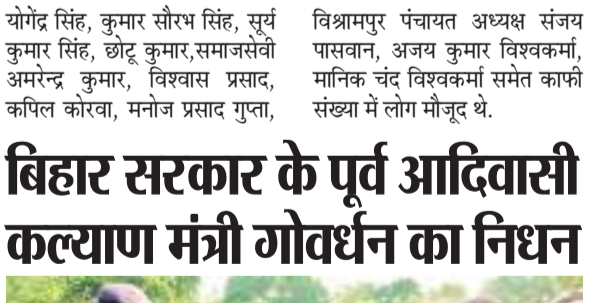 योगेंद्र सिंह, कुमार सौरभ सिंह, सूर्य
कुमार सिंह, छोटू कुमार,समाजसेवी
अमरेन्द्र कुमार, विश्वास प्रसाद,
कपिल कोरवा, मनोज प्रसाद गुप्ता,
विश्रामपुर पंचायत अध्यक्ष संजय
पासवान, अजय कुमार विश्वकर्मा,
मानिक चंद विश्वकर्मा समेत काफी
संख्या में लोग मौजूद थे.
बिहार सरकार के पूर्व आदिवासी
कल्याण मंत्री गोवर्धन का निधन